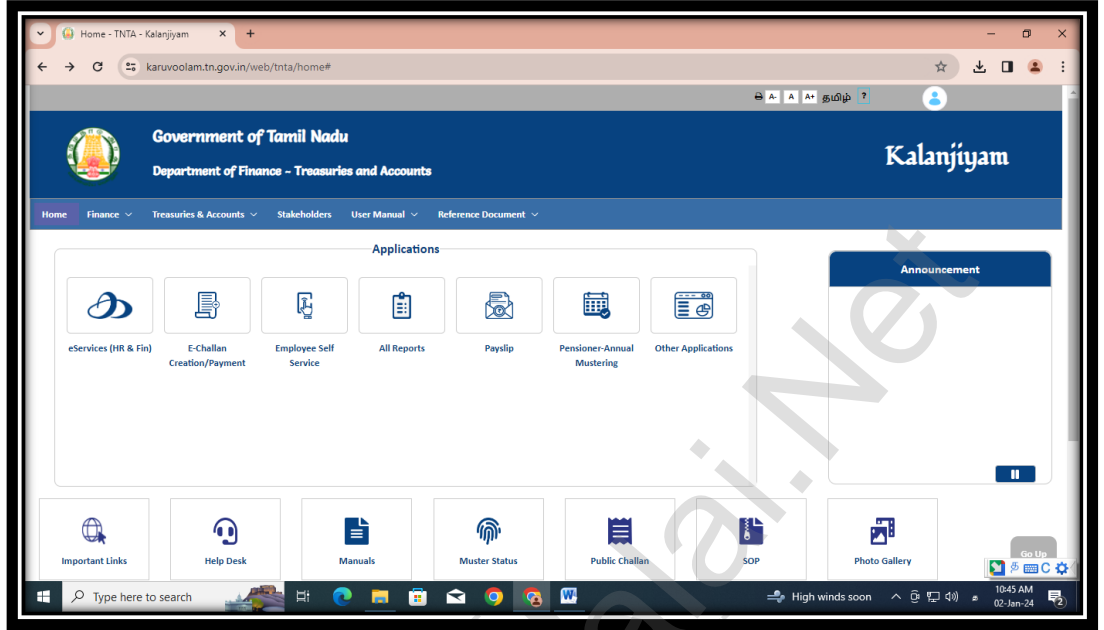 Home - TNTA - Kalanjiyam
karuvoolam.tn.gov.in/web/tnta/home#
A- A A+ தமிழ் ?
Government of Tamil Nadu
Department of Finance - Treasuries and Accounts
Kalanjiyam
Home Finance Treasuries & Accounts Stakeholders User Manual Reference Document
Applications
Announcement
eServices (HR & Fin)
E-Challan
Creation/Payment
Employee Self
Service
All Reports
Payslip
Pensioner-Annual
Mustering
Other Applications
Important Links
Help Desk
Manuals
Muster Status
Public Challan
SOP
Photo Gallery
Go Up
Type here to search
High winds soon
10:45 AM
02-Jan-24
2
alai.Net